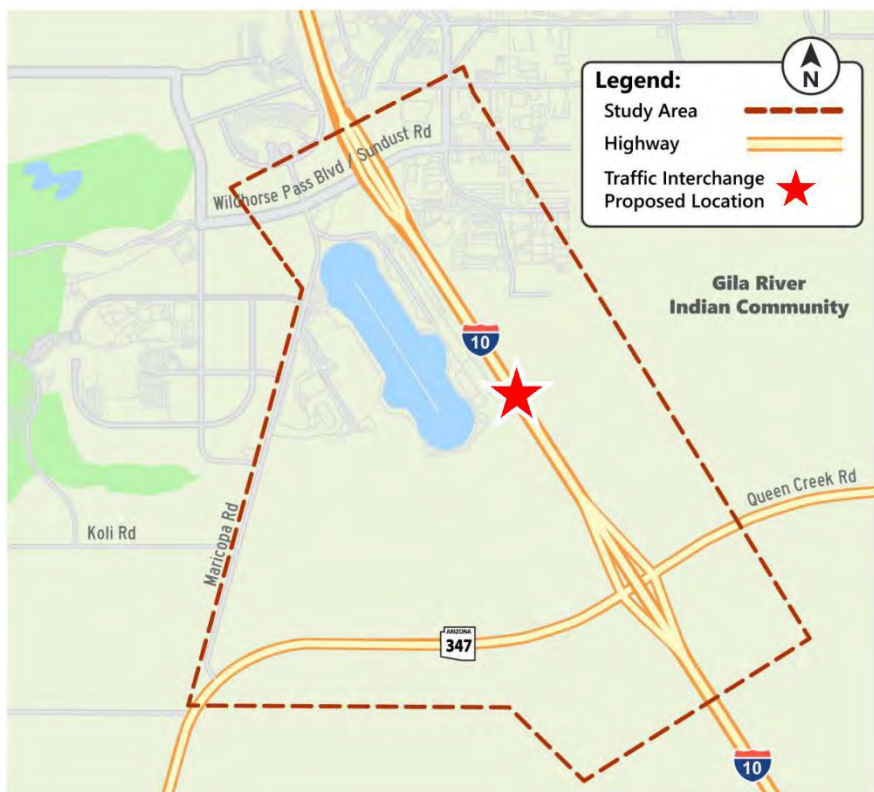 Legend:
N
Study Area
Highway
Traffic Interchange
Proposed Location
Wildhorse Pass Blvd / Sundust Rd
Gila River
Indian Community
10
Queen Creek Rd
Koli Rd
Maricopa Rd
ARIZONA
347
10